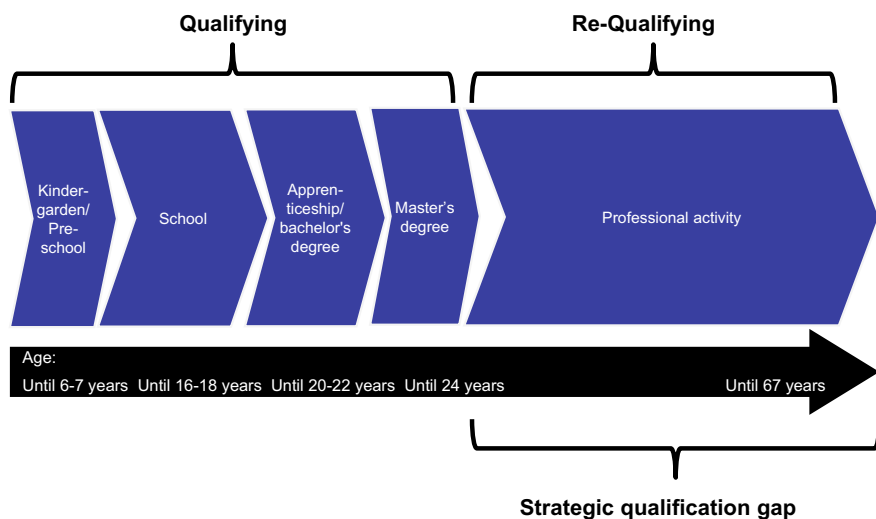 Qualifying
Re-Qualifying
Kinder-
garden/
Pre-
school
School
Appren-
ticeship/
bachelor's
degree
Master's
degree
Professional activity
Age:
Until 6-7 years
Until 16-18 years
Until 20-22 years
Until 24 years
Until 67 years
Strategic qualification gap